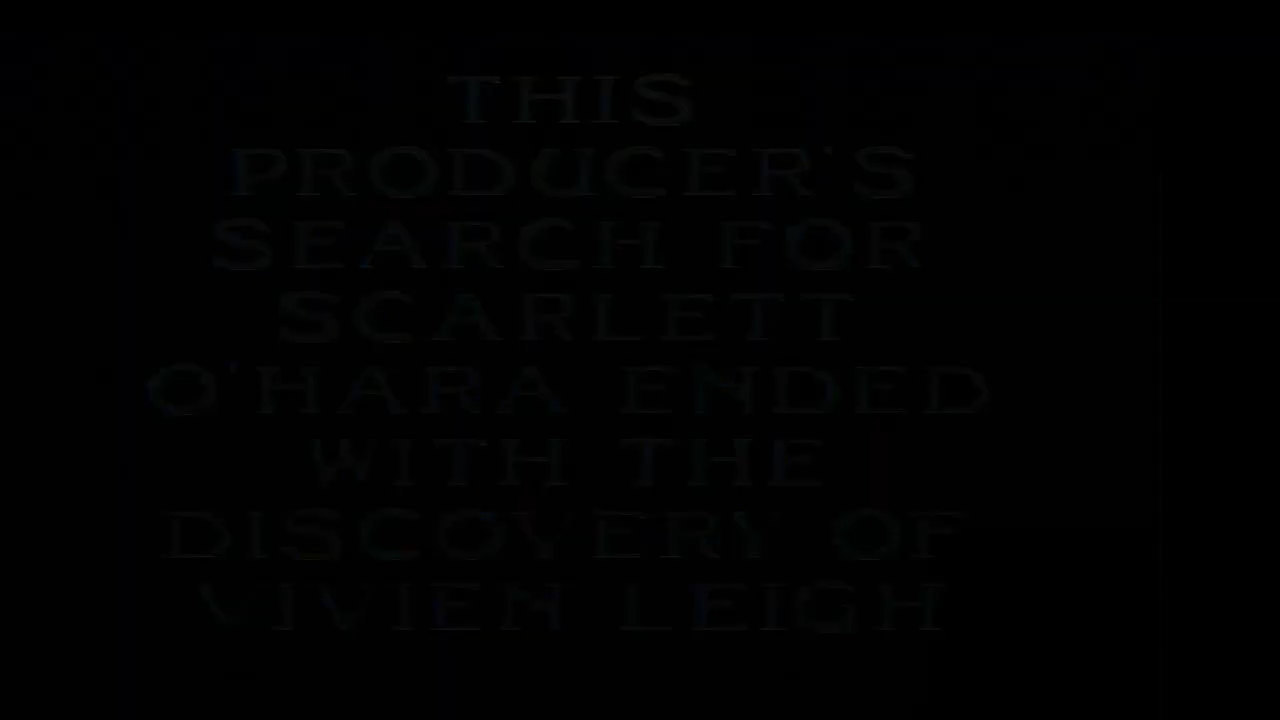 THIS
PRODUCER'S
SEARCH FOR
SCARLETT
O'HARA ENDED
WITH THE
DISCOVERY OF
VIVIEN LEIGH